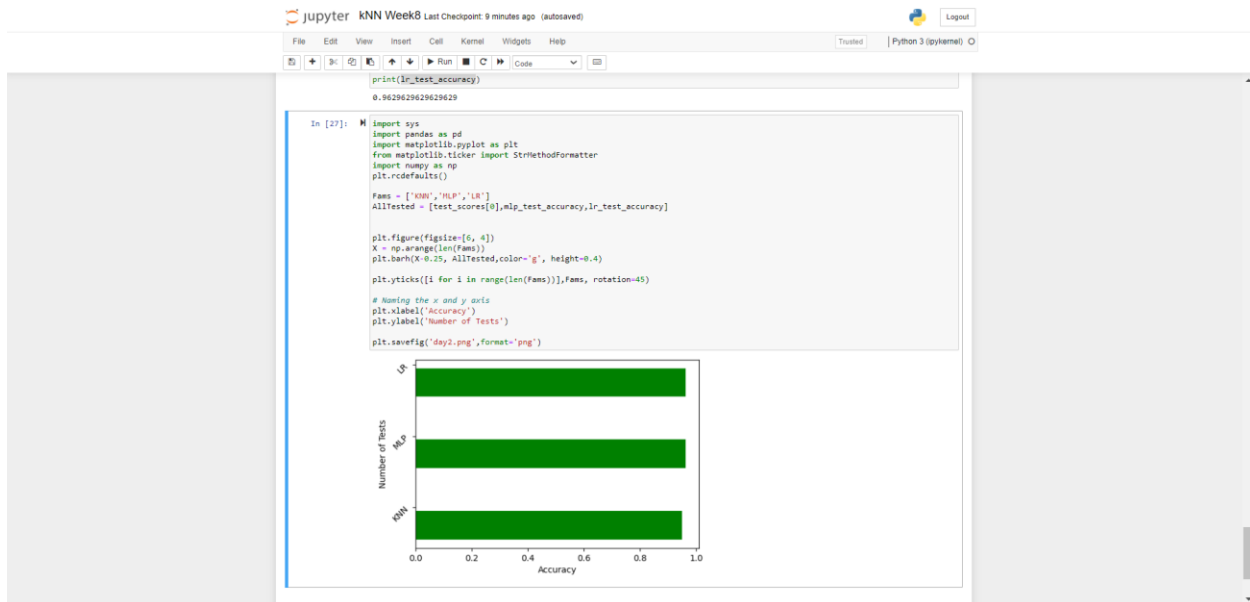 jupyter kNN Week8 Last Checkpoint: 9 minutes ago (autosaved)
Logout
File Edit View Insert Cell Kernel Widgets Help
Trusted
Python 3 (ipykernel)
Run
Code
print(lr_test_accuracy)
0.9629629629629629
In [27]:
import sys
import pandas as pd
import matplotlib.pyplot as plt
from matplotlib.ticker import StrMethodFormatter
import numpy as np
plt.rcdefaults()
Fams = ['KNN','MLP','LR']
AllTested = [test_scores[0],mlp_test_accuracy,lr_test_accuracy]
plt.figure(figsize=[6, 4])
X = np.arange(len(Fams))
plt.barh(X-0.25, AllTested,color='g', height=0.4)
plt.yticks([i for i in range(len(Fams))],Fams, rotation=45)
# Naming the x and y axis
plt.xlabel('Accuracy')
plt.ylabel('Number of Tests')
plt.savefig('day2.png',format='png')
LR
MLP
KNN
Number of Tests
0.0 0.2 0.4 0.6 0.8 1.0
Accuracy